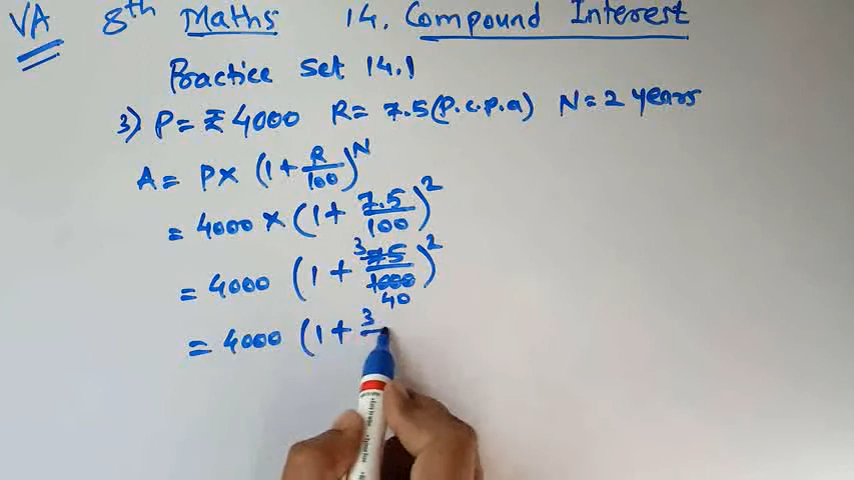 VA 8th Maths 14. Compound Interest
Practice Set 14.1
3) P = ₹ 4000 R = 7.5 (p.c.p.a) N = 2 years
A = P× (1 + R/100)^N
= 4000 × (1 + 7.5/100)^2
= 4000 (1 + 3 75/1000 40)^2
= 4000 (1 + 3